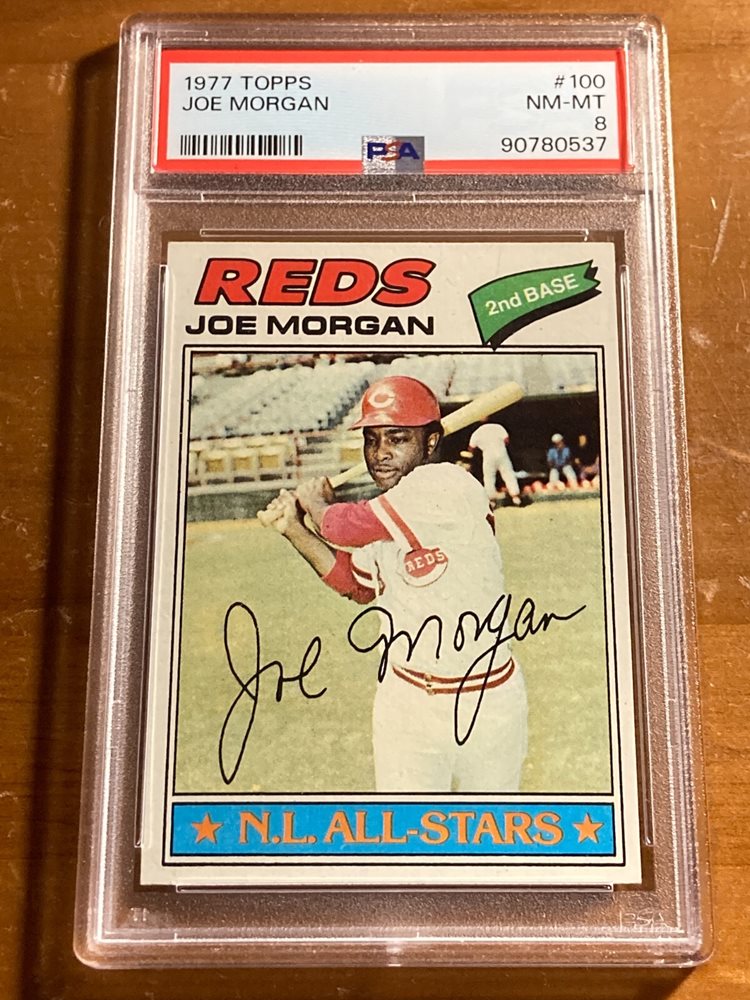 1977 TOPPS #100
JOE MORGAN NM-MT
8
PSA 90780537
REDS
2nd BASE
JOE MORGAN
C
REDS
Joe Morgan
★ N.L. ALL-STARS ★